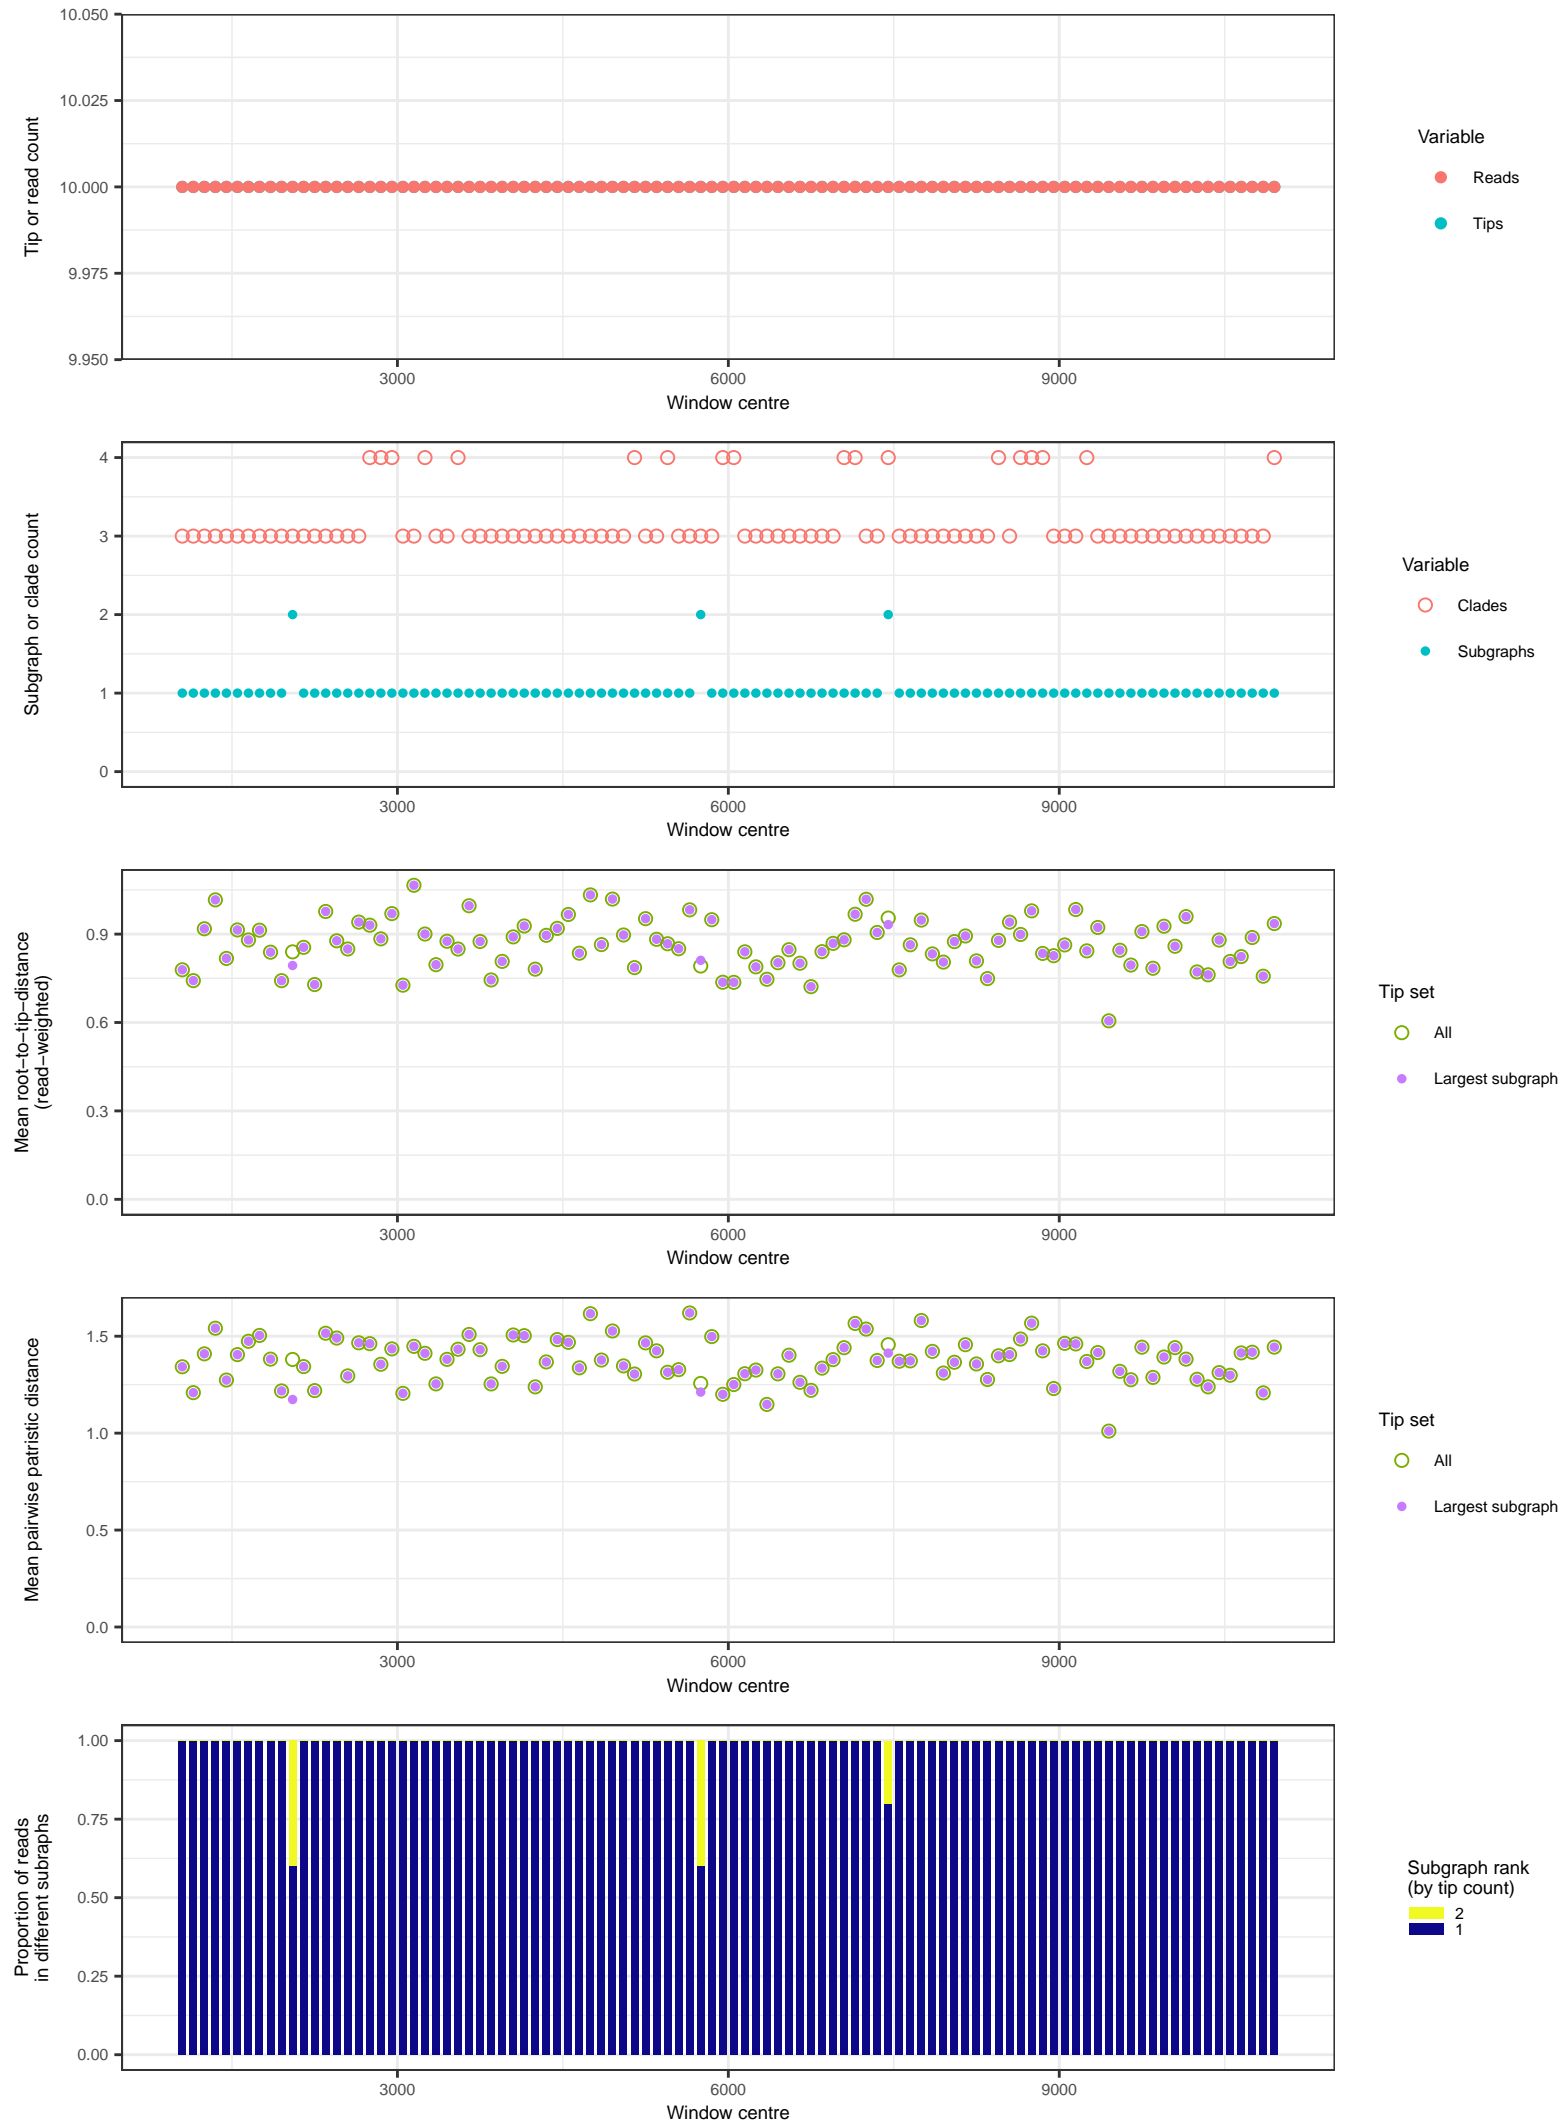 10.050
10.025
10.000
9.975
9.950
Tip or read count
3000 6000 9000
Window centre
Variable
Reads
Tips
4
3
2
1
0
Subgraph or clade count
3000 6000 9000
Window centre
Variable
Clades
Subgraphs
0.9
0.6
0.3
0.0
Mean root−to−tip−distance
(read−weighted)
3000 6000 9000
Window centre
Tip set
All
Largest subgraph
1.5
1.0
0.5
0.0
Mean pairwise patristic distance
3000 6000 9000
Window centre
Tip set
All
Largest subgraph
1.00
0.75
0.50
0.25
0.00
Proportion of reads
in different subraphs
3000 6000 9000
Window centre
Subgraph rank
(by tip count)
2
1